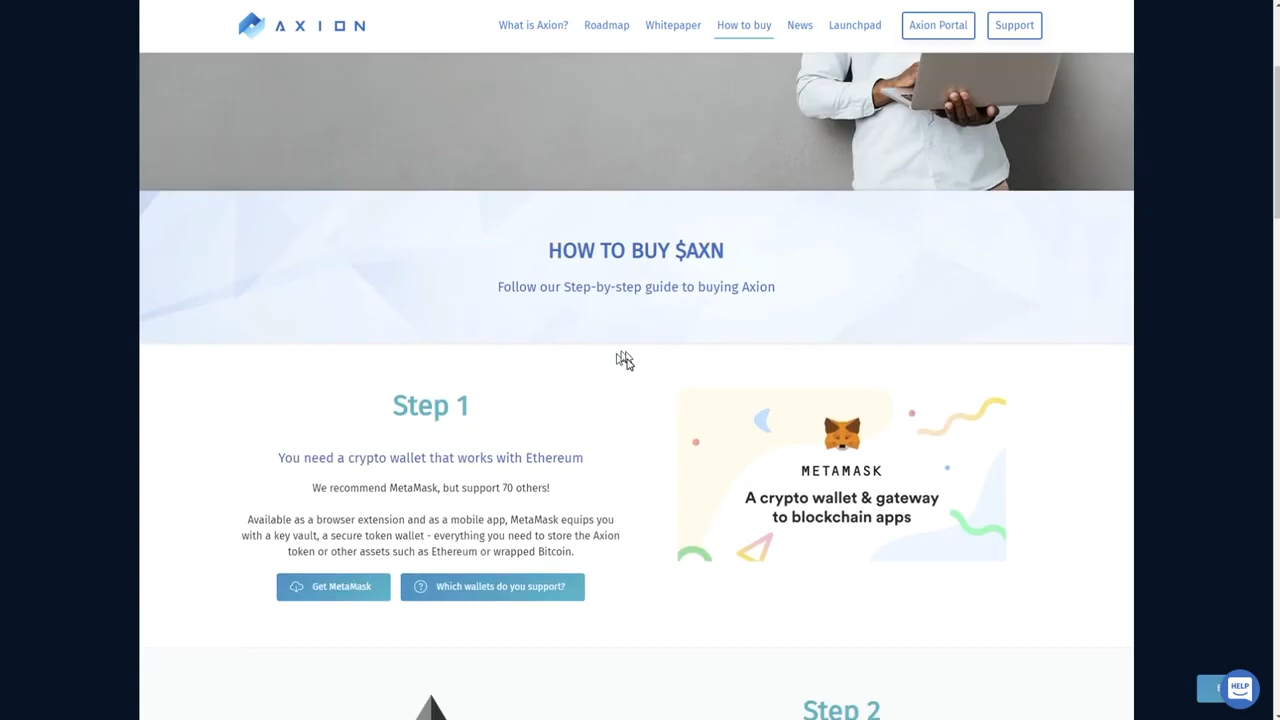 AXION
What is Axion?
Roadmap
Whitepaper
How to buy
News
Launchpad
Axion Portal
Support
HOW TO BUY $AXN
Follow our Step-by-step guide to buying Axion
Step 1
You need a crypto wallet that works with Ethereum
We recommend MetaMask, but support 70 others!
Available as a browser extension and as a mobile app, MetaMask equips you
with a key vault, a secure token wallet - everything you need to store the Axion
token or other assets such as Ethereum or wrapped Bitcoin.
Get MetaMask
Which wallets do you support?
METAMASK
A crypto wallet & gateway
to blockchain apps
Step 2
HELP